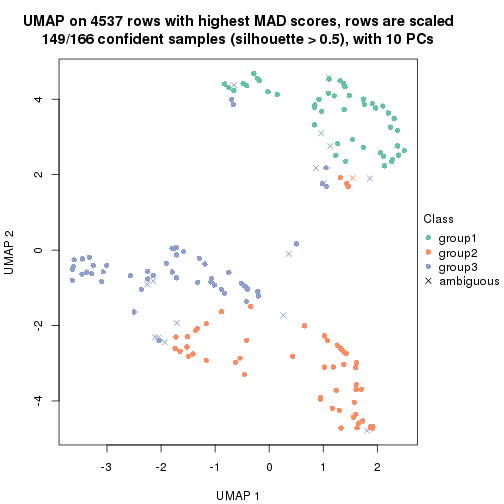 UMAP on 4537 rows with highest MAD scores, rows are scaled
149/166 confident samples (silhouette > 0.5), with 10 PCs
4
2
0
-2
-4
UMAP 2
-3
-2
-1
0
1
2
UMAP 1
Class
group1
group2
group3
ambiguous